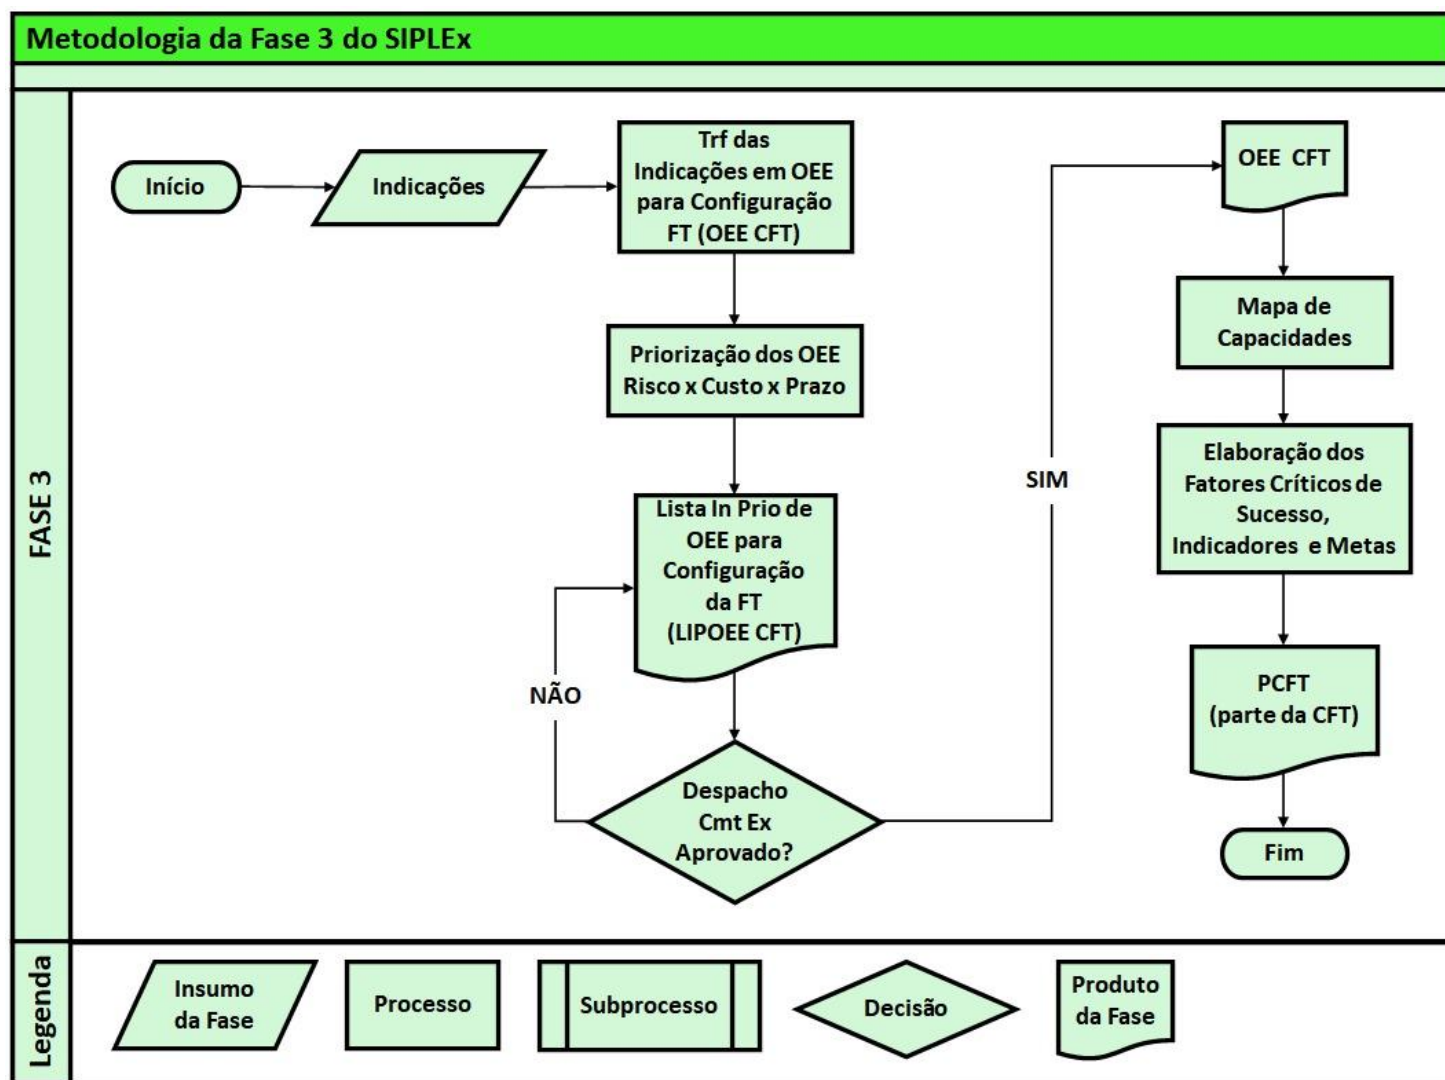 Metodologia da Fase 3 do SIPLEx
FASE 3
Início
Indicações
Trf das
Indicações em OEE
para Configuração
FT (OEE CFT)
Priorização dos OEE
Risco x Custo x Prazo
Lista In Prio de
OEE para
Configuração
da FT
(LIPOEE CFT)
NÃO
Despacho
Cmt Ex
Aprovado?
SIM
OEE CFT
Mapa de
Capacidades
Elaboração dos
Fatores Críticos de
Sucesso,
Indicadores e Metas
PCFT
(parte da CFT)
Fim
Legenda
Insumo
da Fase
Processo
Subprocesso
Decisão
Produto
da Fase